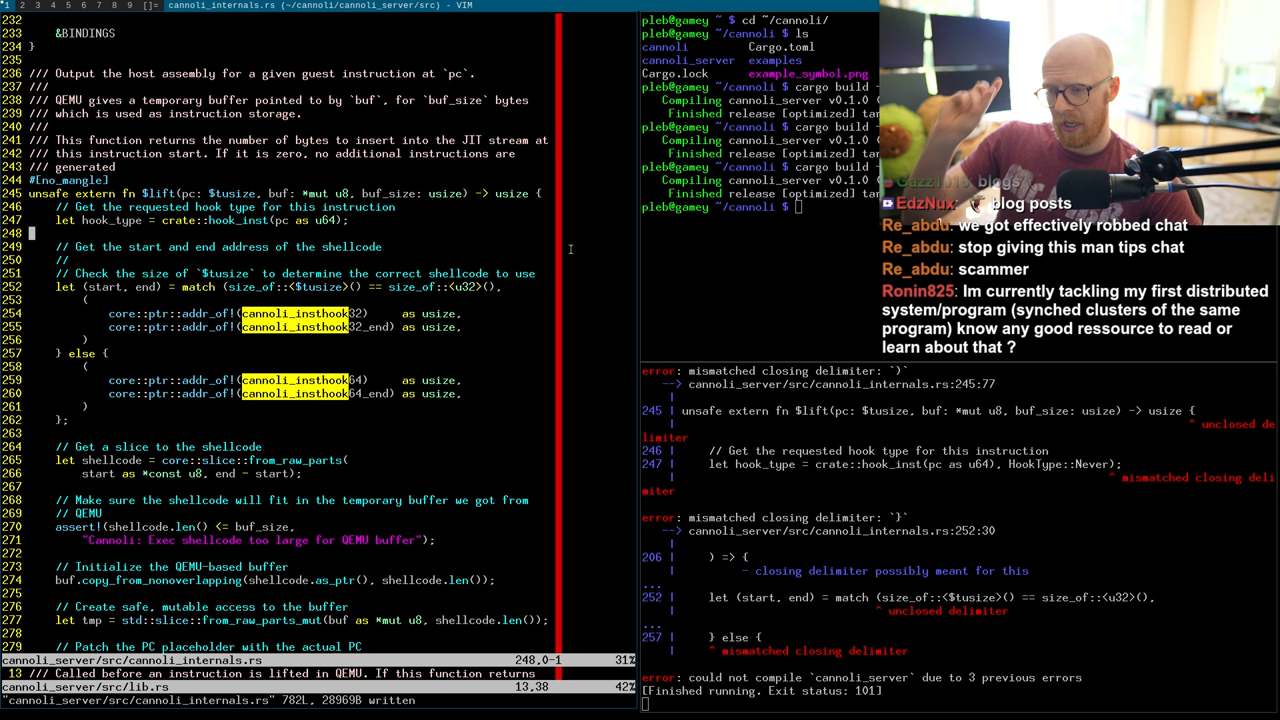 *1 2 3 4 5 6 7 8 9 []= cannoli_internals.rs (~/cannoli/cannoli_server/src) - VIM
232
233 &BINDINGS
234 }
235
236 /// Output the host assembly for a given guest instruction at `pc`.
237 ///
238 /// QEMU gives a temporary buffer pointed to by `buf`, for `buf_size` bytes
239 /// which is used as instruction storage.
240 ///
241 /// This function returns the number of bytes to insert into the JIT stream at
242 /// this instruction start. If it is zero, no additional instructions are
243 /// generated
244 #[no_mangle]
245 unsafe extern fn $lift(pc: $tusize, buf: *mut u8, buf_size: usize) -> usize {
246 // Get the requested hook type for this instruction
247 let hook_type = crate::hook_inst(pc as u64);
248
249 // Get the start and end address of the shellcode
250 //
251 // Check the size of `$tusize` to determine the correct shellcode to use
252 let (start, end) = match (size_of::<$tusize>() == size_of::<u32>(),
253 (
254 core::ptr::addr_of!(cannoli_insthook32) as usize,
255 core::ptr::addr_of!(cannoli_insthook32_end) as usize,
256 )
257 } else {
258 (
259 core::ptr::addr_of!(cannoli_insthook64) as usize,
260 core::ptr::addr_of!(cannoli_insthook64_end) as usize,
261 )
262 };
263
264 // Get a slice to the shellcode
265 let shellcode = core::slice::from_raw_parts(
266 start as *const u8, end - start);
267
268 // Make sure the shellcode will fit in the temporary buffer we got from
269 // QEMU
270 assert!(shellcode.len() <= buf_size,
271 "Cannoli: Exec shellcode too large for QEMU buffer");
272
273 // Initialize the QEMU-based buffer
274 buf.copy_from_nonoverlapping(shellcode.as_ptr(), shellcode.len());
275
276 // Create safe, mutable access to the buffer
277 let tmp = std::slice::from_raw_parts_mut(buf as *mut u8, shellcode.len());
278
279 // Patch the PC placeholder with the actual PC
cannoli_server/src/cannoli_internals.rs 248,0-1 31%
13 /// Called before an instruction is lifted in QEMU. If this function returns
cannoli_server/src/lib.rs 13,38 42%
"cannoli_server/src/cannoli_internals.rs" 782L, 28969B written
pleb@gamey ~ $ cd ~/cannoli/
pleb@gamey ~/cannoli $ ls
cannoli Cargo.toml
cannoli_server examples
Cargo.lock example_symbol.png
pleb@gamey ~/cannoli $ cargo build -
Compiling cannoli_server v0.1.0 (
Finished release [optimized] tar
pleb@gamey ~/cannoli $ cargo build -
Compiling cannoli_server v0.1.0 (
Finished release [optimized] tar
pleb@gamey ~/cannoli $ cargo build -
Compiling cannoli_server v0.1.0 (
Finished release [optimized] tar
pleb@gamey ~/cannoli $
blogs
EdzNux: blog posts
Re_abdu: we got effectively robbed chat
Re_abdu: stop giving this man tips chat
Re_abdu: scammer
Ronin825: Im currently tackling my first distributed
system/program (synched clusters of the same
program) know any good ressource to read or
learn about that ?
error: mismatched closing delimiter: `)`
--> cannoli_server/src/cannoli_internals.rs:245:77
|
245 | unsafe extern fn $lift(pc: $tusize, buf: *mut u8, buf_size: usize) -> usize {
| ^ unclosed de
limiter
246 | // Get the requested hook type for this instruction
247 | let hook_type = crate::hook_inst(pc as u64), HookType::Never);
| ^ mismatched closing deli
miter
error: mismatched closing delimiter: `}`
--> cannoli_server/src/cannoli_internals.rs:252:30
|
206 | ) => {
| - closing delimiter possibly meant for this
...
252 | let (start, end) = match (size_of::<$tusize>() == size_of::<u32>(),
| ^ unclosed delimiter
...
257 | } else {
| ^ mismatched closing delimiter
error: could not compile `cannoli_server` due to 3 previous errors
[Finished running. Exit status: 101]